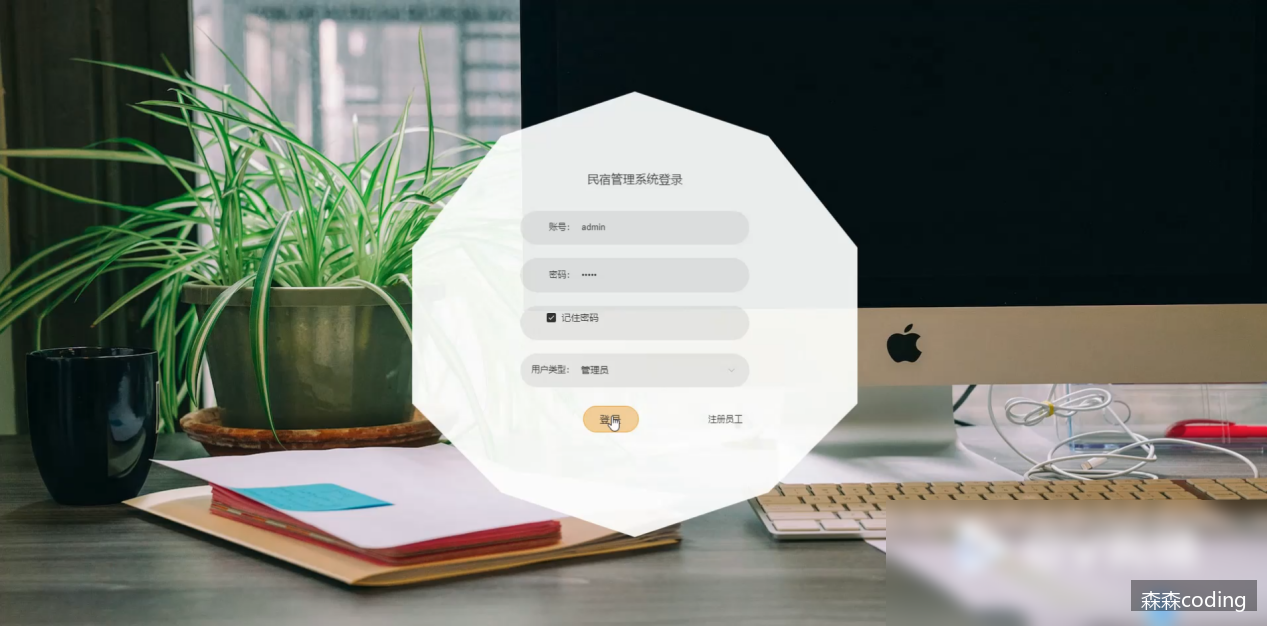 民宿管理系统登录
账号： admin
密码： •••••
记住密码
用户类型： 管理员
登录 注册员工
森森coding